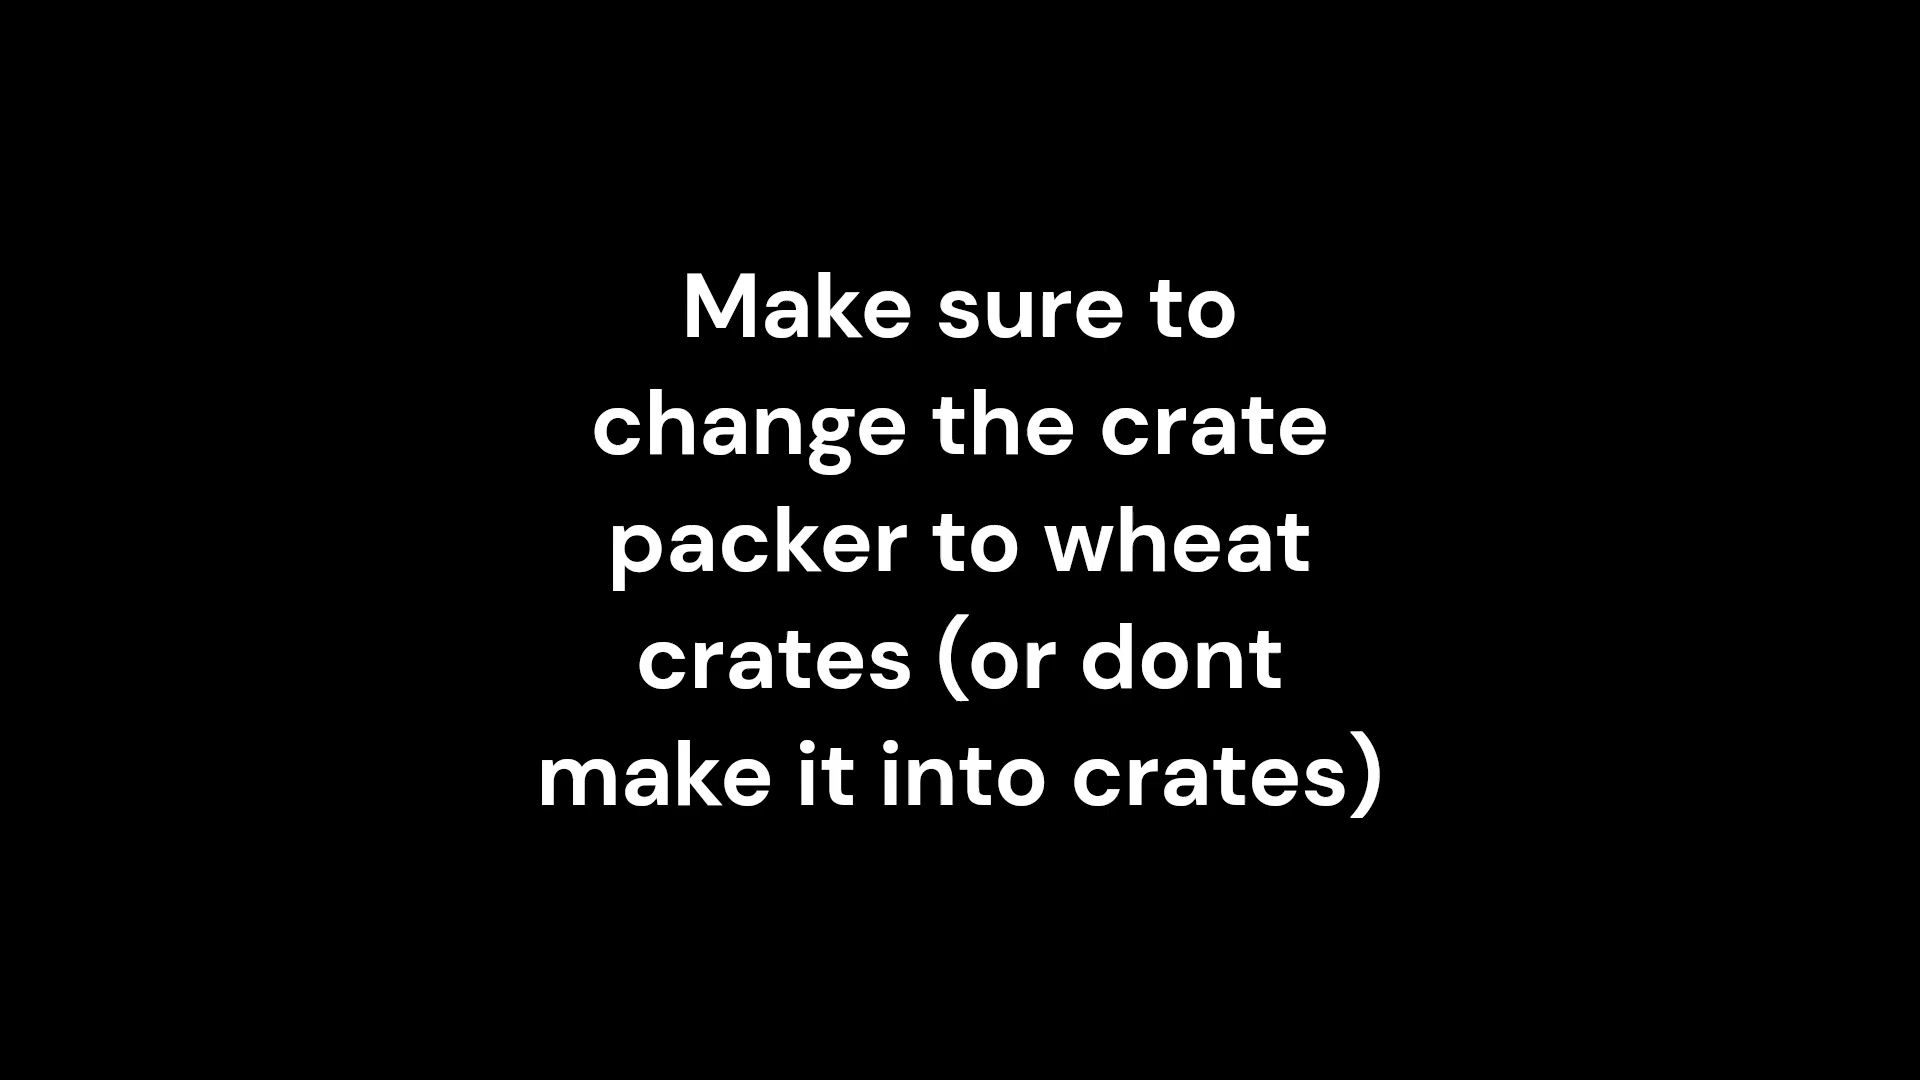 Make sure to
change the crate
packer to wheat
crates (or dont
make it into crates)